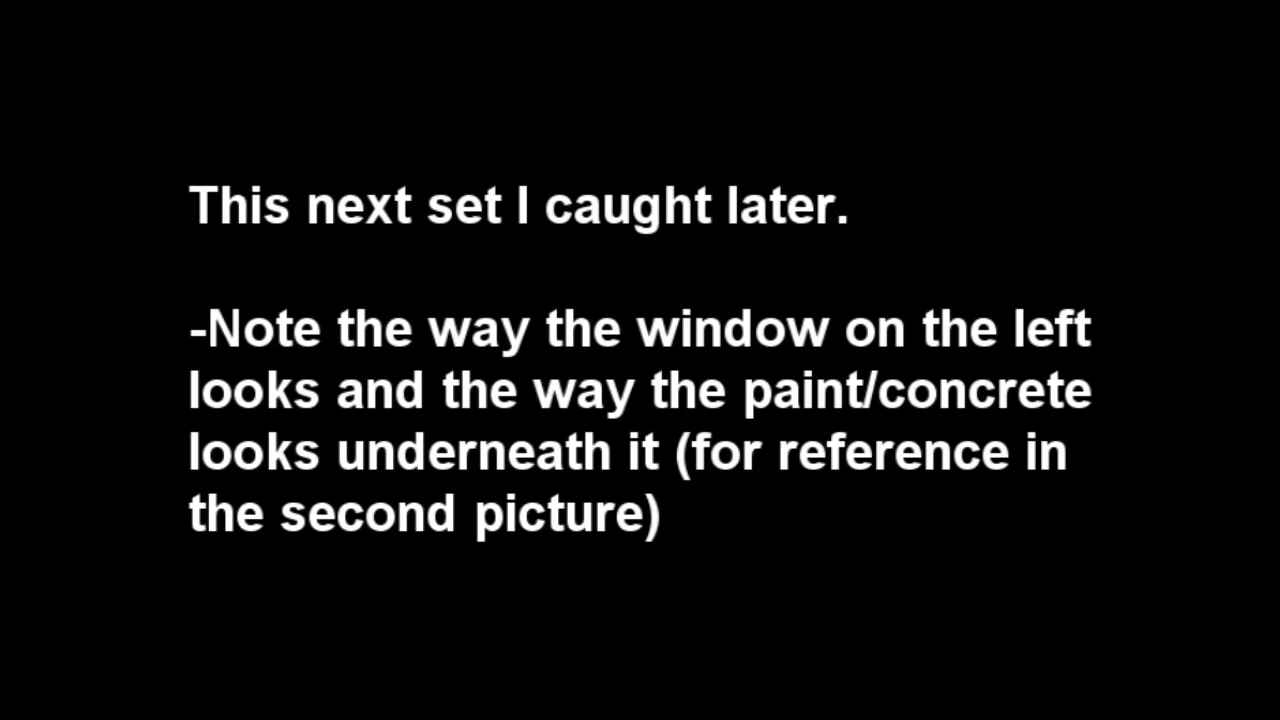 This next set I caught later.
-Note the way the window on the left
looks and the way the paint/concrete
looks underneath it (for reference in
the second picture)